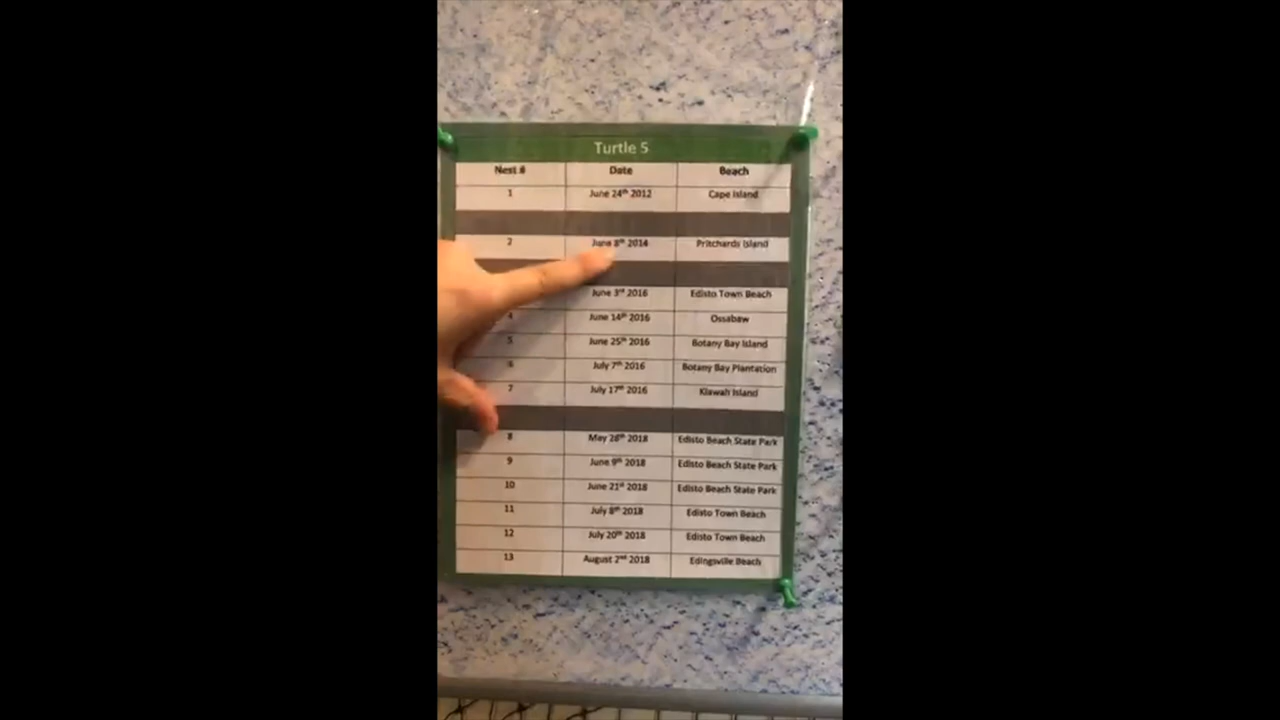 Turtle 5
Nest # Date Beach
1 June 24th 2012 Cape Island
2 June 8th 2014 Pritchards Island
June 3rd 2016 Edisto Town Beach
4 June 14th 2016 Ossabaw
5 June 25th 2016 Botany Bay Island
6 July 7th 2016 Botany Bay Plantation
7 July 17th 2016 Kiawah Island
8 May 28th 2018 Edisto Beach State Park
9 June 9th 2018 Edisto Beach State Park
10 June 21st 2018 Edisto Beach State Park
11 July 8th 2018 Edisto Town Beach
12 July 20th 2018 Edisto Town Beach
13 August 2nd 2018 Edingsville Beach